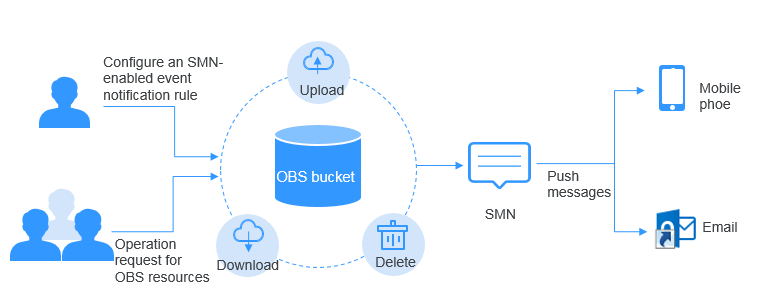 Configure an SMN-
enabled event
notification rule
Upload
OBS bucket
Download
Delete
Operation
request for
OBS resources
SMN
Push
messages
Mobile
phoe
Email